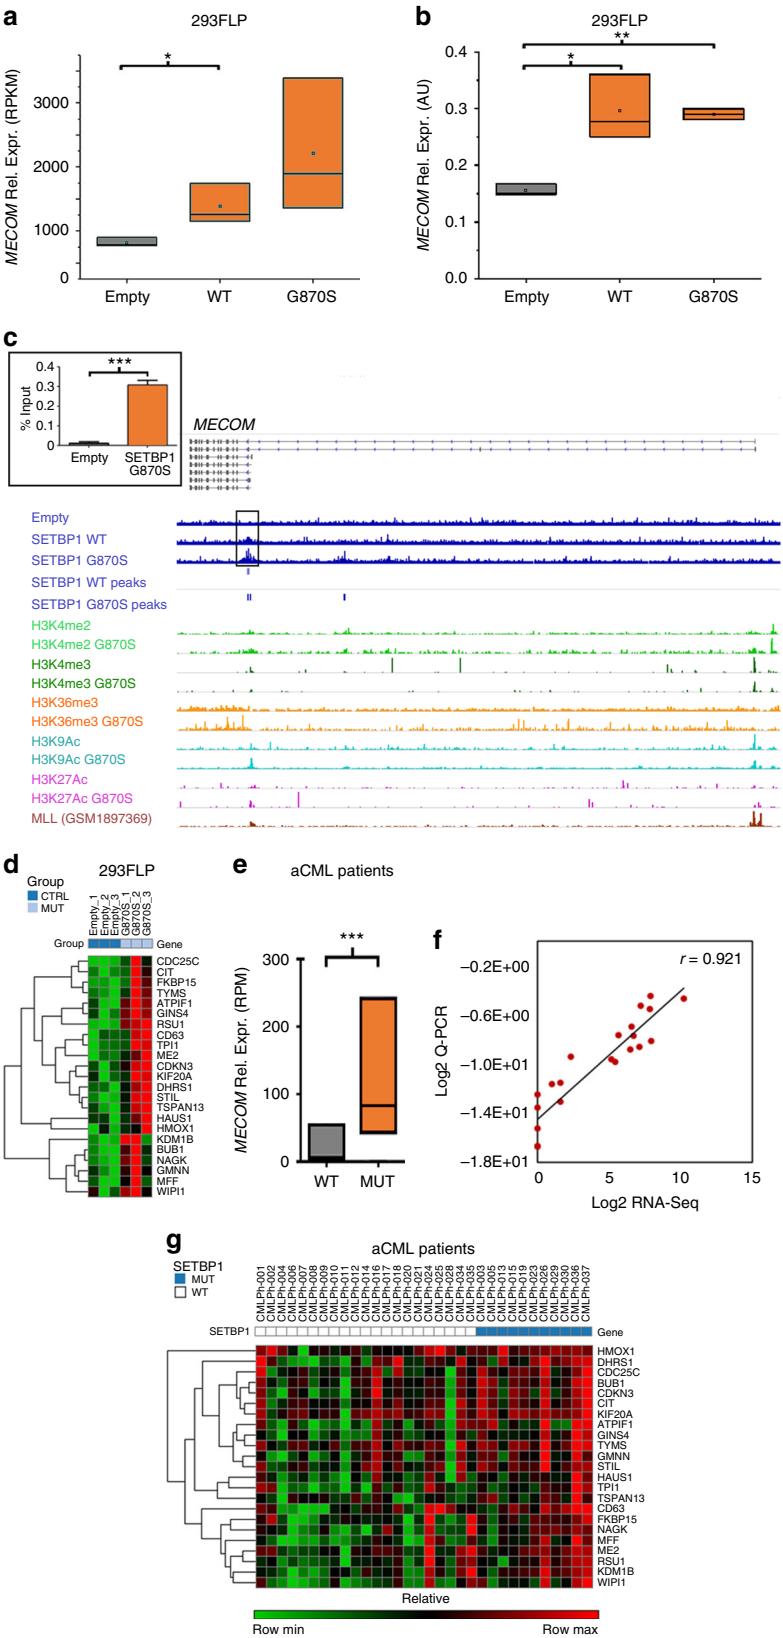 a
293FLP
MECOM Rel. Expr. (RPKM)
3000
2000
1000
0
*
Empty
WT
G870S
b
293FLP
MECOM Rel. Expr. (AU)
0.4
0.3
0.2
0.1
0.0
**
*
Empty
WT
G870S
c
% Input
0.4
0.3
0.2
0.1
0
***
Empty
SETBP1
G870S
MECOM
Empty
SETBP1 WT
SETBP1 G870S
SETBP1 WT peaks
SETBP1 G870S peaks
H3K4me2
H3K4me2 G870S
H3K4me3
H3K4me3 G870S
H3K36me3
H3K36me3 G870S
H3K9Ac
H3K9Ac G870S
H3K27Ac
H3K27Ac G870S
MLL (GSM1897369)
d
293FLP
Group
CTRL
MUT
Empty_1
Empty_2
Empty_3
G870S_1
G870S_2
G870S_3
Group
Gene
CDC25C
CIT
FKBP15
TYMS
ATPIF1
GINS4
RSU1
CD63
TPI1
ME2
CDKN3
KIF20A
DHRS1
STIL
TSPAN13
HAUS1
HMOX1
KDM1B
BUB1
NAGK
GMNN
MFF
WIPI1
e
aCML patients
MECOM Rel. Expr. (RPM)
300
200
100
0
***
WT
MUT
f
Log2 Q-PCR
−0.2E+00
−0.6E+00
−1.0E+01
−1.4E+01
−1.8E+01
r = 0.921
0
5
10
15
Log2 RNA-Seq
g
aCML patients
SETBP1
MUT
WT
CMLPh-001
CMLPh-002
CMLPh-004
CMLPh-006
CMLPh-007
CMLPh-008
CMLPh-009
CMLPh-010
CMLPh-011
CMLPh-012
CMLPh-014
CMLPh-016
CMLPh-017
CMLPh-018
CMLPh-020
CMLPh-021
CMLPh-024
CMLPh-025
CMLPh-028
CMLPh-034
CMLPh-035
CMLPh-003
CMLPh-005
CMLPh-013
CMLPh-015
CMLPh-019
CMLPh-023
CMLPh-026
CMLPh-029
CMLPh-030
CMLPh-036
CMLPh-037
SETBP1
Gene
HMOX1
DHRS1
CDC25C
BUB1
CDKN3
CIT
KIF20A
ATPIF1
GINS4
TYMS
GMNN
STIL
HAUS1
TPI1
TSPAN13
CD63
FKBP15
NAGK
MFF
ME2
RSU1
KDM1B
WIPI1
Relative
Row min
Row max